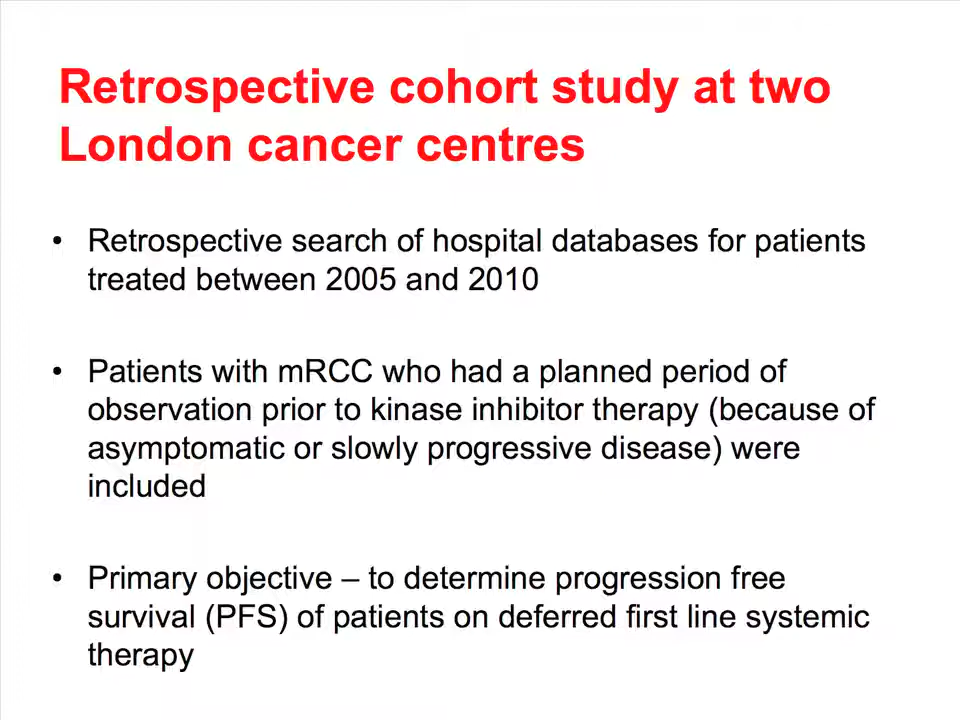 Retrospective cohort study at two
London cancer centres
• Retrospective search of hospital databases for patients
treated between 2005 and 2010
• Patients with mRCC who had a planned period of
observation prior to kinase inhibitor therapy (because of
asymptomatic or slowly progressive disease) were
included
• Primary objective – to determine progression free
survival (PFS) of patients on deferred first line systemic
therapy